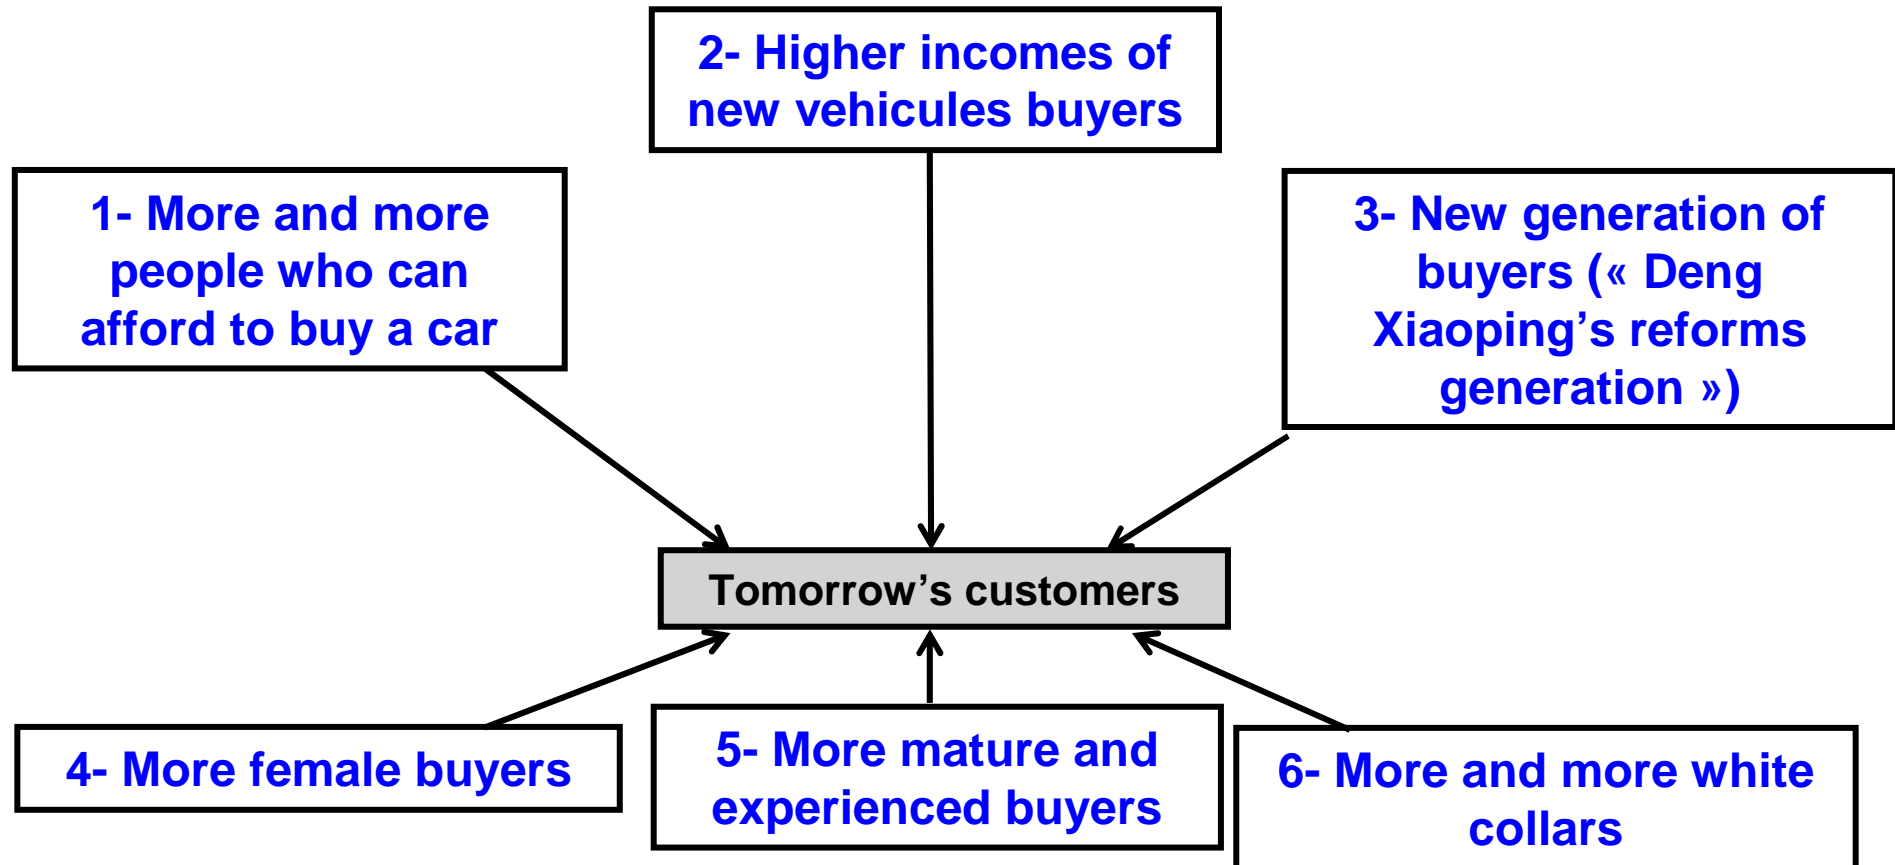 2- Higher incomes of
new vehicules buyers
1- More and more
people who can
afford to buy a car
3- New generation of
buyers (« Deng
Xiaoping’s reforms
generation »)
Tomorrow’s customers
4- More female buyers
5- More mature and
experienced buyers
6- More and more white
collars